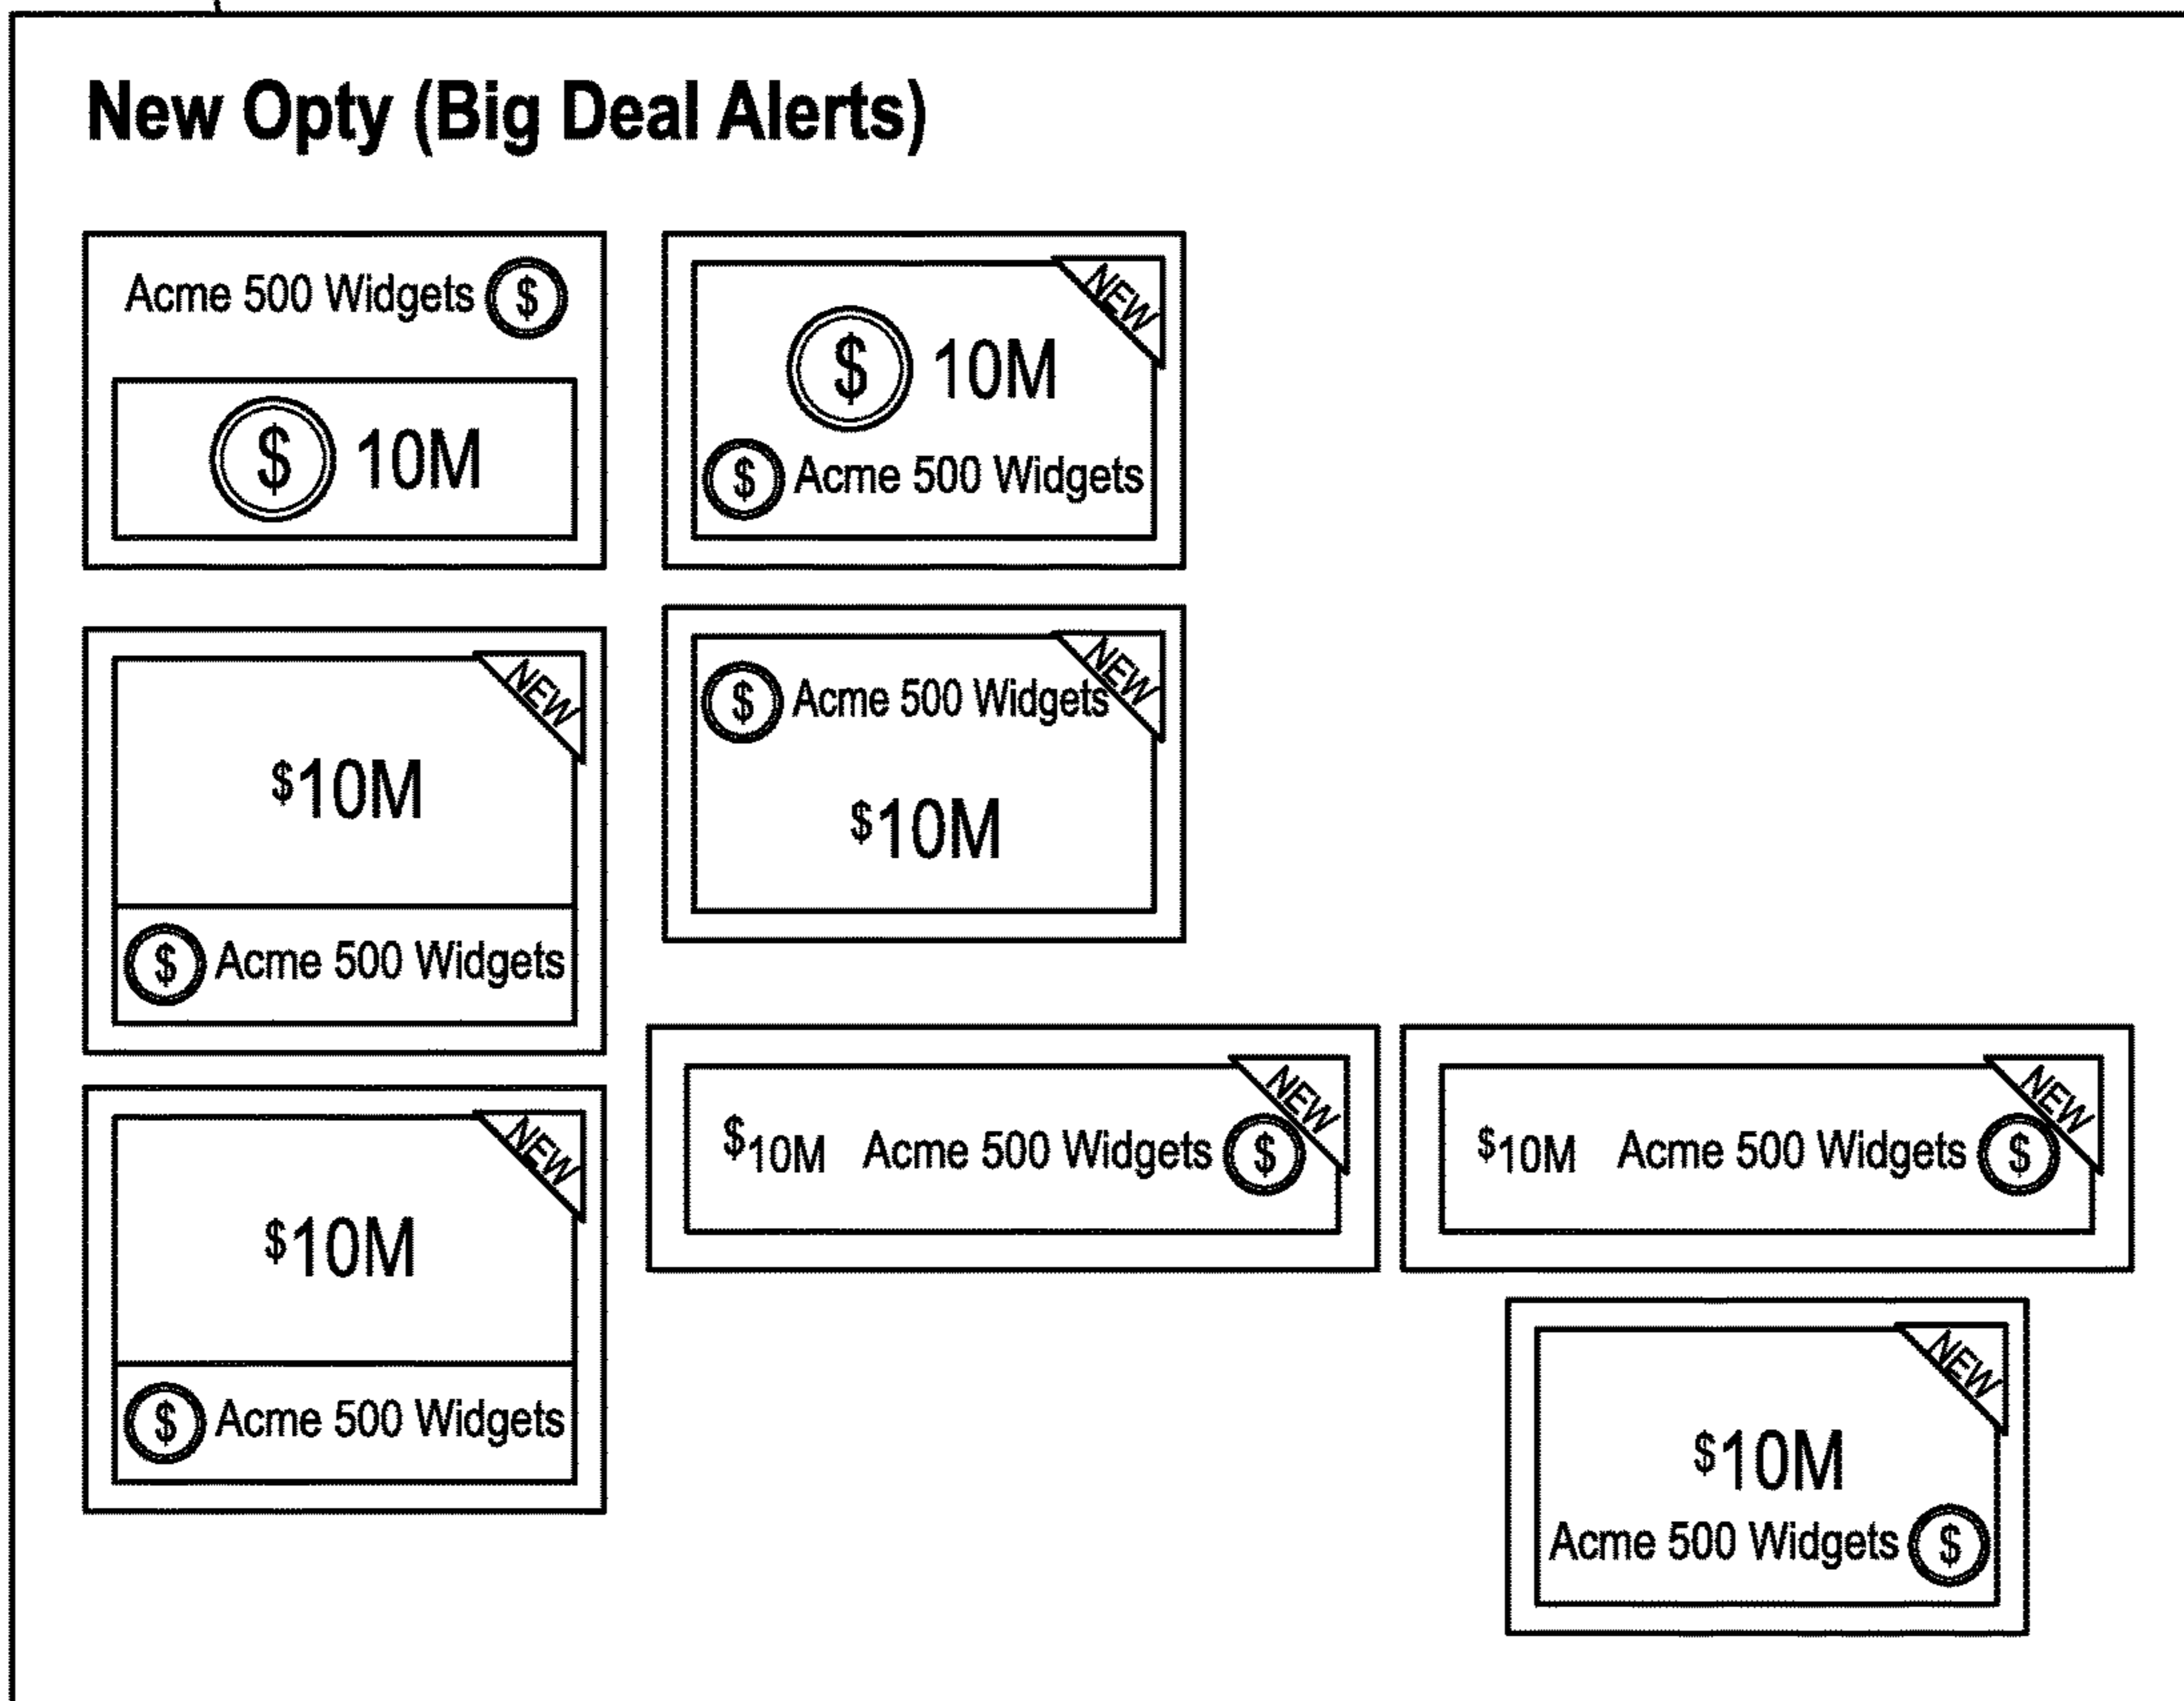 New Opty (Big Deal Alerts)
Acme 500 Widgets $
$ 10M
NEW
$ 10M
$ Acme 500 Widgets
NEW
$10M
$ Acme 500 Widgets
NEW
$ Acme 500 Widgets
$10M
NEW
$10M Acme 500 Widgets $
NEW
$10M Acme 500 Widgets $
NEW
$10M
$ Acme 500 Widgets
NEW
$10M
Acme 500 Widgets $